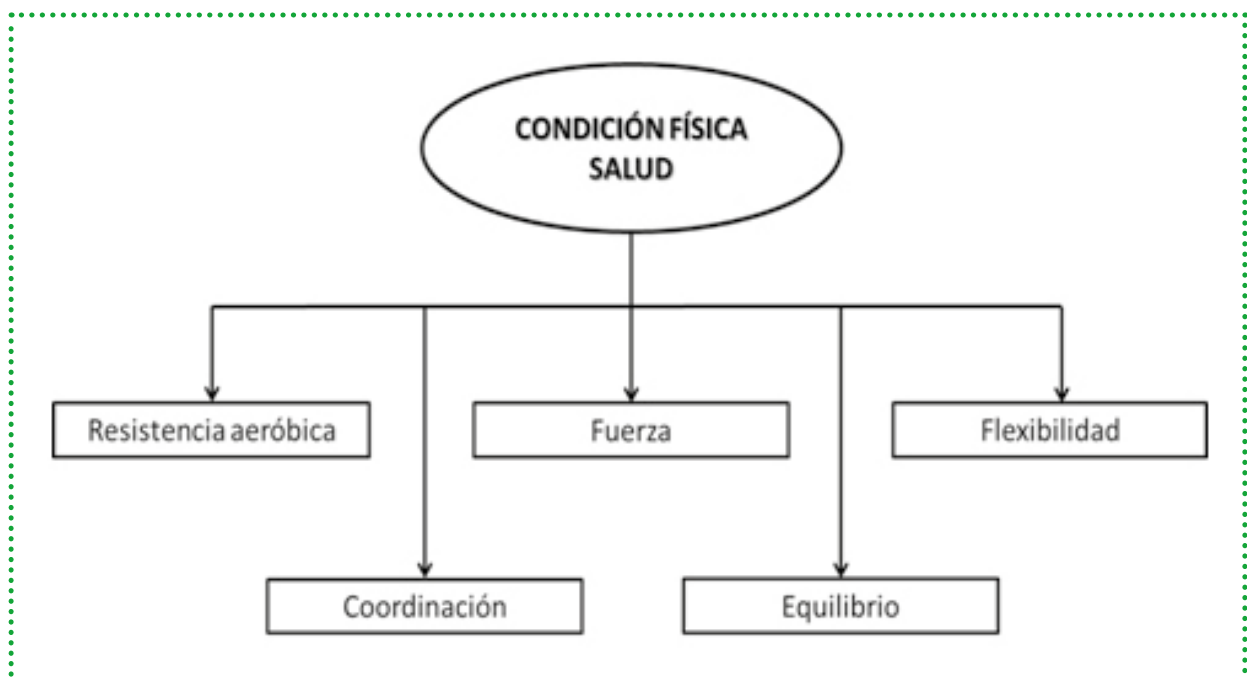 CONDICIÓN FÍSICA
SALUD
Resistencia aeróbica
Fuerza
Flexibilidad
Coordinación
Equilibrio